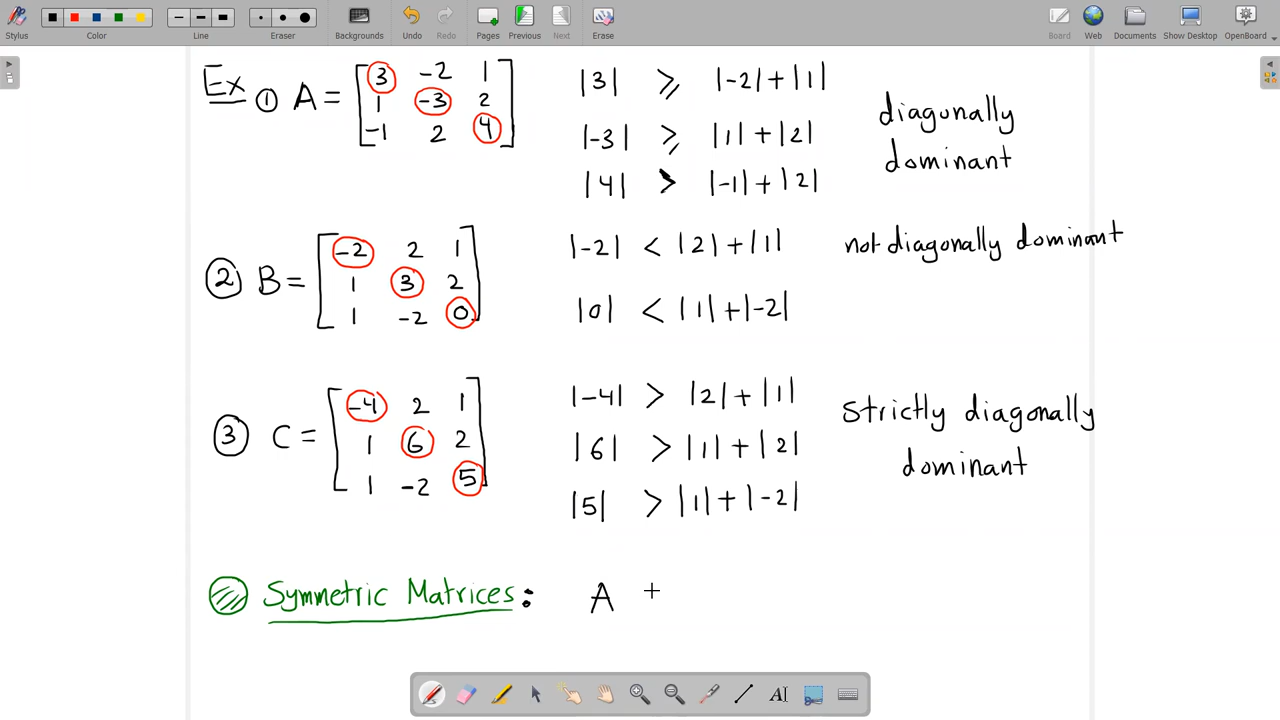 Stylus Color Line Eraser Backgrounds Undo Redo Pages Previous Next Erase Board Web Documents Show Desktop OpenBoard
Ex ① A = [3 -2 1 |3| ⩾ |-2| + |1|
1 -3 2 |-3| ⩾ |1| + |2| diagonally
-1 2 4] |4| > |-1| + |2| dominant
② B = [-2 2 1 |-2| < |2| + |1| not diagonally dominant
1 3 2
1 -2 0] |0| < |1| + |-2|
③ C = [-4 2 1 |-4| > |2| + |1| Strictly diagonally
1 6 2 |6| > |1| + |2| dominant
1 -2 5] |5| > |1| + |-2|
Symmetric Matrices: A +
AI